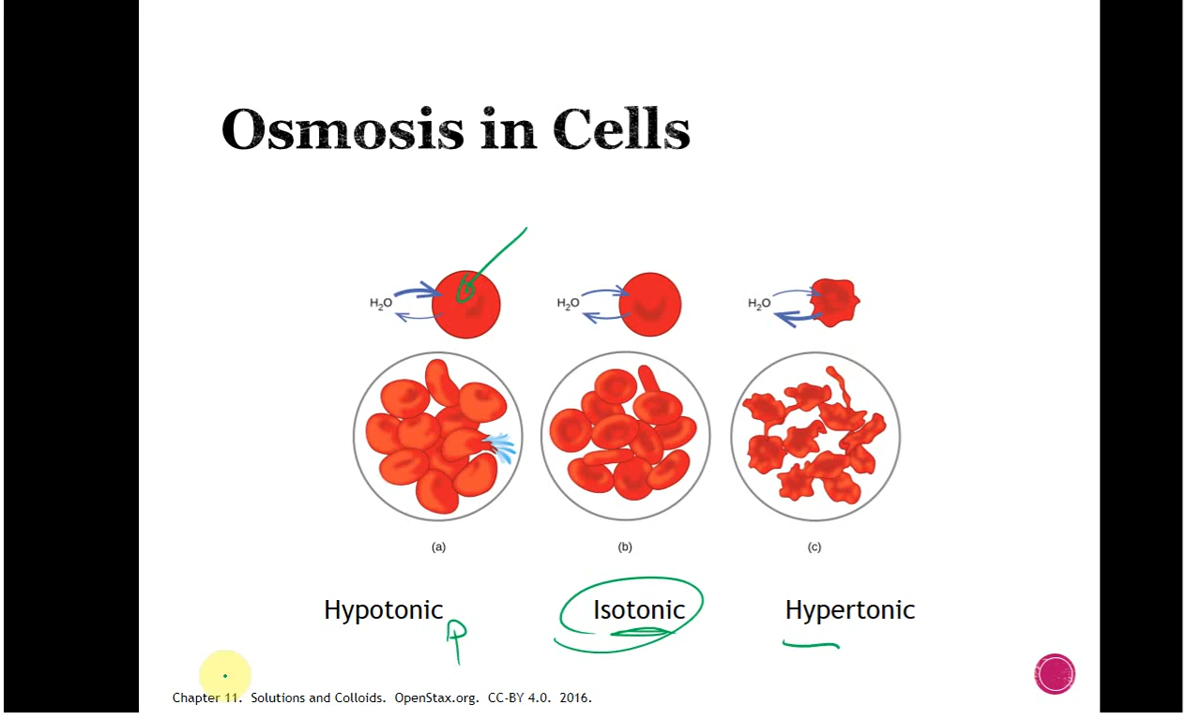 Osmosis in Cells
H₂O
H₂O
H₂O
(a)
(b)
(c)
Hypotonic
Isotonic
Hypertonic
Chapter 11. Solutions and Colloids. OpenStax.org. CC-BY 4.0. 2016.